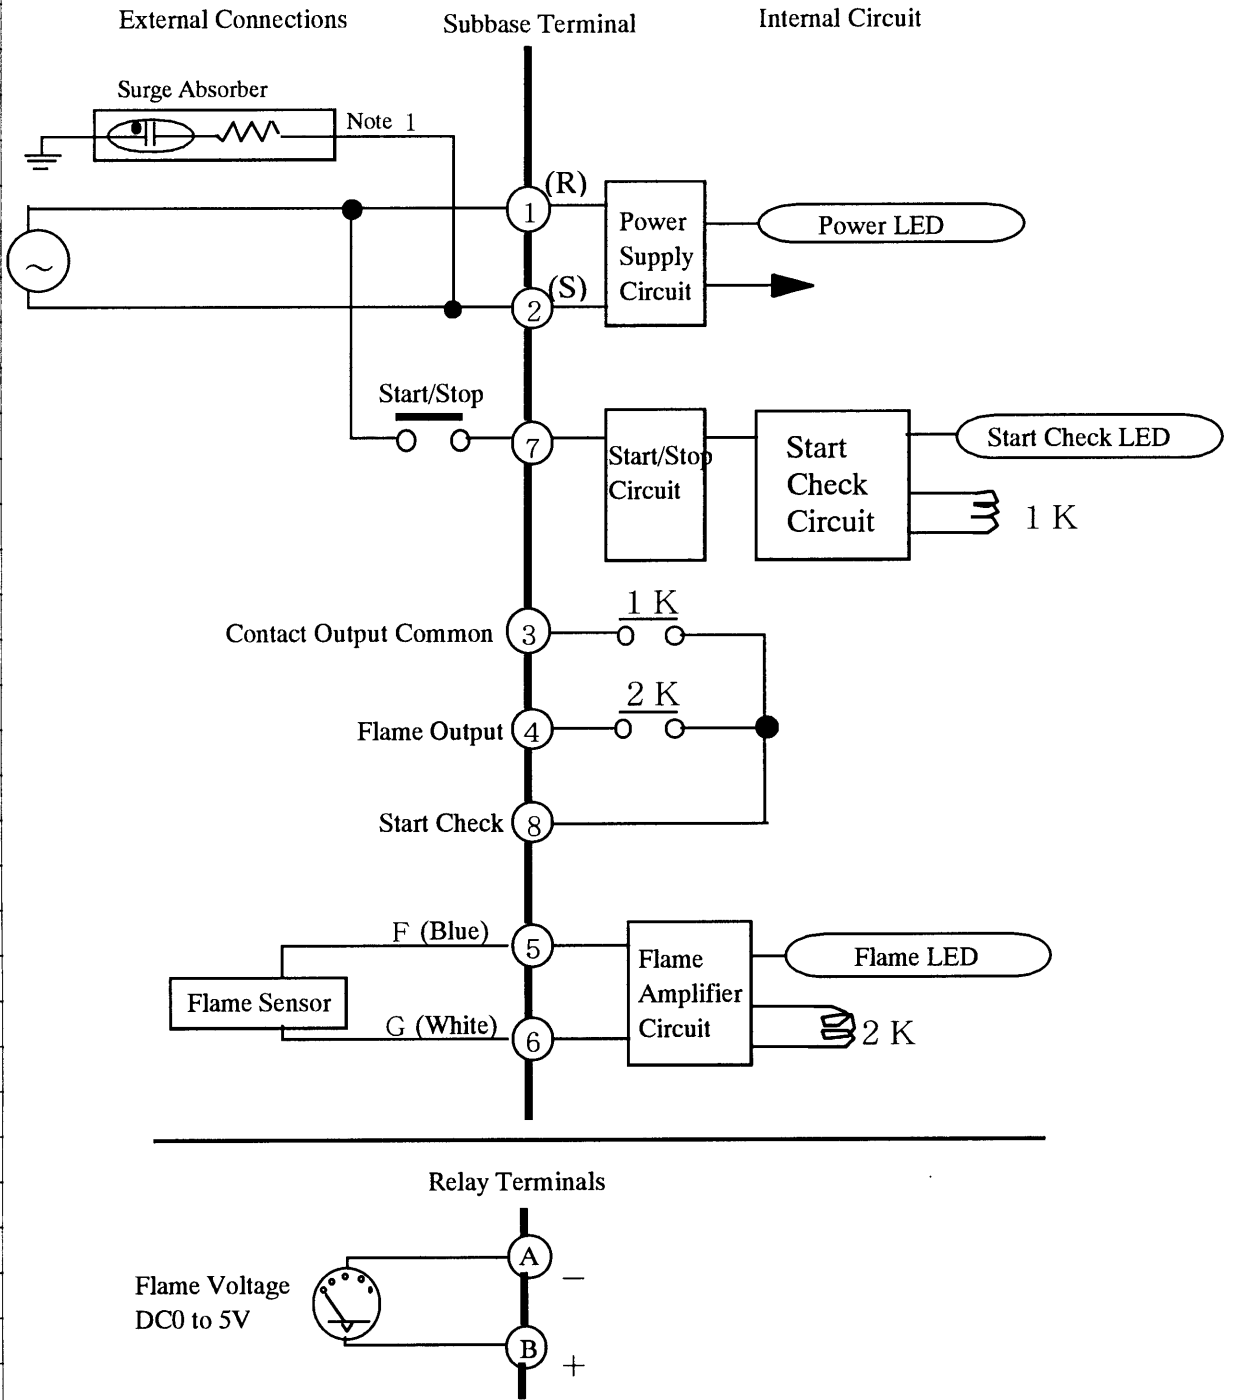 External Connections
Subbase Terminal
Internal Circuit
Surge Absorber
Note 1
(R)
1
Power
Supply
Circuit
Power LED
(S)
2
Start/Stop
7
Start/Stop
Circuit
Start
Check
Circuit
Start Check LED
1 K
1 K
Contact Output Common
3
2 K
Flame Output
4
Start Check
8
F (Blue)
5
Flame
Amplifier
Circuit
Flame LED
Flame Sensor
G (White)
6
2 K
Relay Terminals
A
−
Flame Voltage
DC0 to 5V
B
+